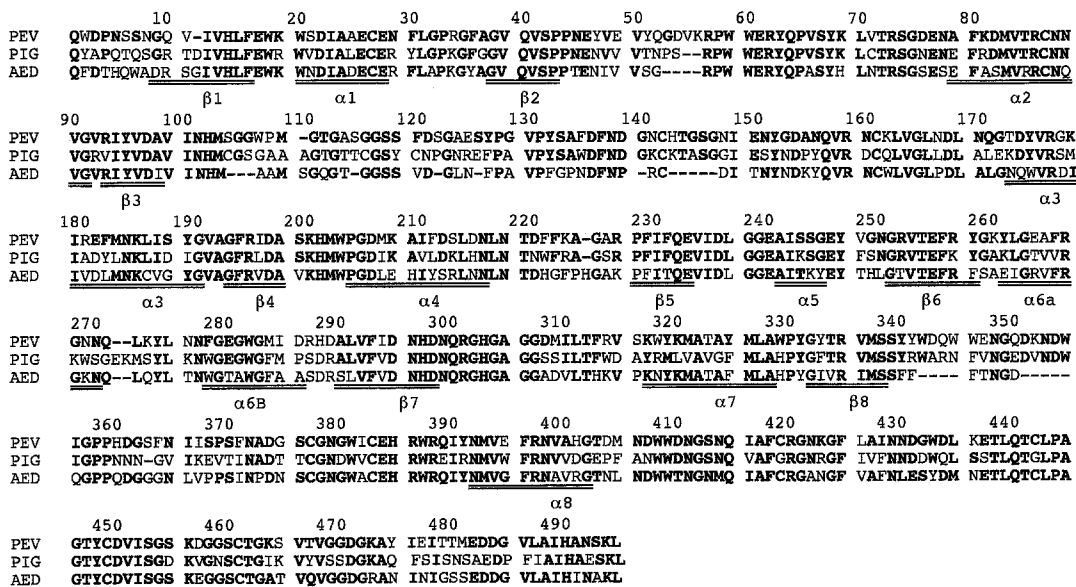 10 20 30 40 50 60 70 80
PEV QWDPNSSNGQ V-IVHLFEWK WSDIAAECEN FLGPRGFAGV QVSPPNEYVE VYQGDVKRPW WERYQPVSYK LVTRSGDENA FKDMVTRCNN
PIG QYAPQTQSGR TDIVHLFEWR WVDIALECER YLGPKGFGGV QVSPPNENVV VTNPS-RPW WERYQPVSYK LCTRSGNENE FRDMVTRCNN
AED QFDTHQWADR SGIVHLFEWK WNDIADECER FLAPKGYAGV QVSPPTENIV VSG----RPW WERYQPASYH LNTRSGSESE FASMVRRCNQ
β1 α1 β2 α2
90 100 110 120 130 140 150 160 170
PEV VGVRIYVDAV INHMSGGWPM -GTGASGGSS FDSGAESYPG VPYSAFDFND GNCHTGSGNI ENYGDANQVR NCKLVGLNDL NQGTDYVRGK
PIG VGRVIYVDAV INHMCGSGAA AGTGTTCGSY CNPGNREFPA VPYSAWDFND GKCKTASGGI ESYNDPYQVR DCQLVGLLDL ALEKDYVRSM
AED VGVRIYVDIV INHM---AAM SGQGT-GGSS VD-GLN-FPA VPFGPNDFNP RC-----DI TNYNDKYQVR NCWLVGLPDL ALGNQWVRDI
β3 α3
180 190 200 210 220 230 240 250 260
PEV IREFMNKLIS YGVAGFRIDA SKHMWPGDMK AIFDSLDNLN TDFFKA-GAR PFIFQEVIDL GGEAISSGEY VGNGRVTEFR YGKYLGEAFR
PIG IADYLNKLID IGVAGFRLDA SKHMWPGDIK AVLDKLHNLN TNWFRA-GSR PFIFQEVIDL GGEAIKSGEY FSNGRVTEFK YGAKLGTVVR
AED IVDLMNKCVG YGVAGFRVDA VKHMWPGDLE HIYSRLNNLN TDHGFPHGAK PFITQEVIDL GGEAITKYEY THLGTVTEFR FSAEIGRVFR
α3 β4 α4 β5 α5 β6 α6a
270 280 290 300 310 320 330 340 350
PEV GNNQ--LKYL NNFGEGWGMI DRHDALVFID NHDNQRGHGA GGDMILTFRV SKWYKMATAY MLAWPYGYTR VMSSYYWDQW WENGQDKNDW
PIG KWSGEKMSYL KNWGEGWGFM PSDRALVFVD NHDNQRGHGA GGSSILTFWD AYRMLVAVGF MLAHPYGFTR VMSSYRWARN FVNGEDVNDW
AED GKNQ--LQYL TNWGTAWGFA ASDRSLVFVD NHDNQRGHGA GGADVLTHKV PKNYKMATAF MLAHPYGIVR IMSSFF---- FTNGD-----
α6B β7 α7 β8
360 370 380 390 400 410 420 430 440
PEV IGPPHDGSFN IISPSFNADG SCGNGWICEH RWRQIYNMVE FRNVAHGTDM NDWWDNGSNQ IAFCRGNKGF LAINNDGWDL KETLQTCLPA
PIG IGPPNNN-GV IKEVTINADT TCGNDWVCEH RWREIRNMVW FRNVVDGEPF ANWWDNGSNQ VAFGRGNRGF IVFNNDDWQL SSTLQTGLPA
AED QGPPQDGGGN LVPPSINPDN SCGNGWACEH RWRQIYNMVG FRNAVRGTNL NDWWTNGNMQ IAFCRGANGF VAFNLESYDM NETLQTCLPA
α8
450 460 470 480 490
PEV GTYCDVISGS KDGGSCTGKS VTVGGDGKAY IEITTMEDDG VLAIHANSKL
PIG GTYCDVISGD KVGNSCTGIK VYVSSDGKAQ FSISNSAEDP FIAIHAESKL
AED GTYCDVISGS KEGGSCTGAT VQVGGDGRAN INIGSSEDDG VLAIHINAKL